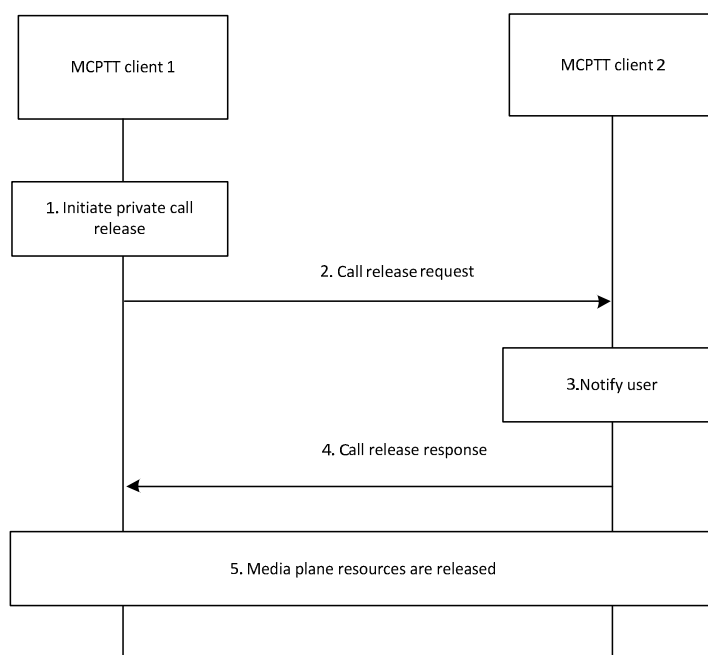 MCPTT client 1
MCPTT client 2
1. Initiate private call
release
2. Call release request
3.Notify user
4. Call release response
5. Media plane resources are released